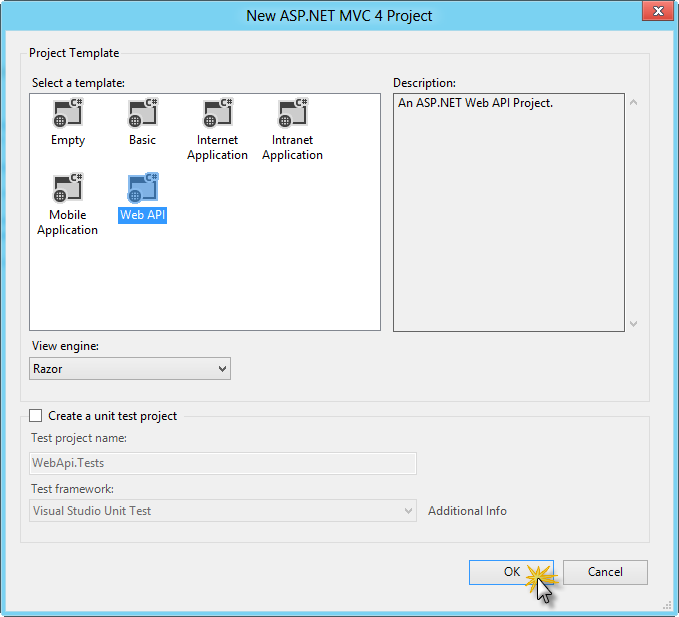 New ASP.NET MVC 4 Project
x
Project Template
Select a template:
C# C# C# C#
Empty Basic Internet Application Intranet Application
C# C#
Mobile Application Web API
Description:
An ASP.NET Web API Project.
View engine:
Razor
Create a unit test project
Test project name:
WebApi.Tests
Test framework:
Visual Studio Unit Test
Additional Info
OK Cancel